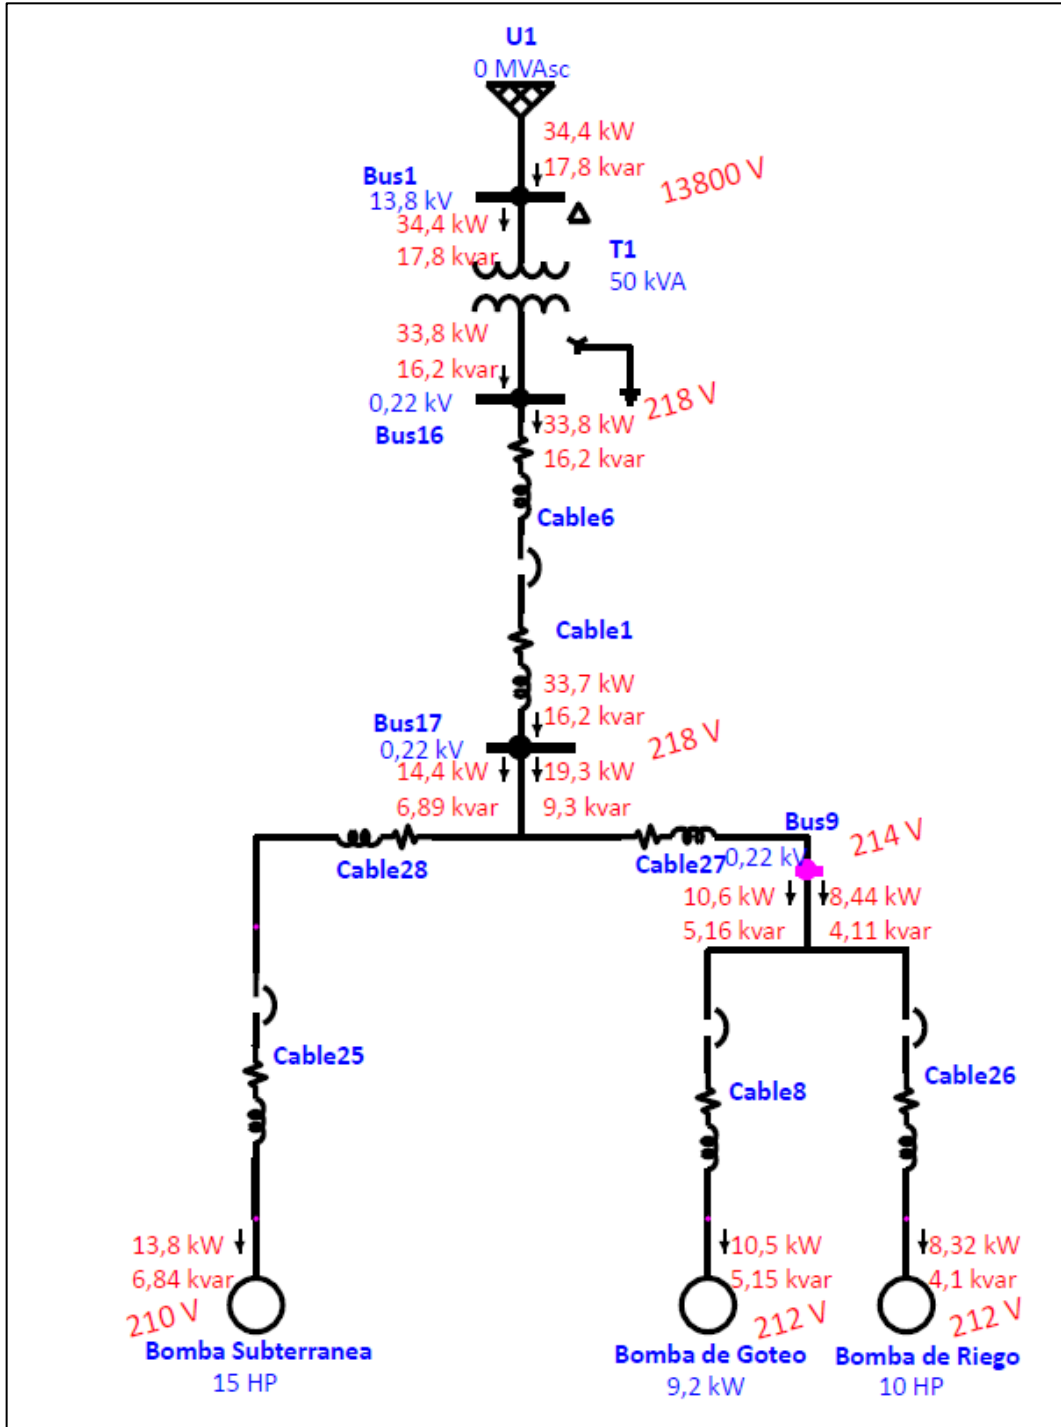 U1
0 MVAsc
34,4 kW
17,8 kvar
13800 V
Bus1
13,8 kV
34,4 kW
17,8 kvar
T1
50 kVA
33,8 kW
16,2 kvar
0,22 kV
Bus16
218 V
33,8 kW
16,2 kvar
Cable6
Cable1
33,7 kW
16,2 kvar
Bus17
0,22 kV
218 V
14,4 kW
6,89 kvar
19,3 kW
9,3 kvar
Cable28
Cable27
Bus9
0,22 kV
214 V
10,6 kW
5,16 kvar
8,44 kW
4,11 kvar
Cable25
Cable8
Cable26
13,8 kW
6,84 kvar
210 V
Bomba Subterranea
15 HP
10,5 kW
5,15 kvar
212 V
Bomba de Goteo
9,2 kW
8,32 kW
4,1 kvar
212 V
Bomba de Riego
10 HP